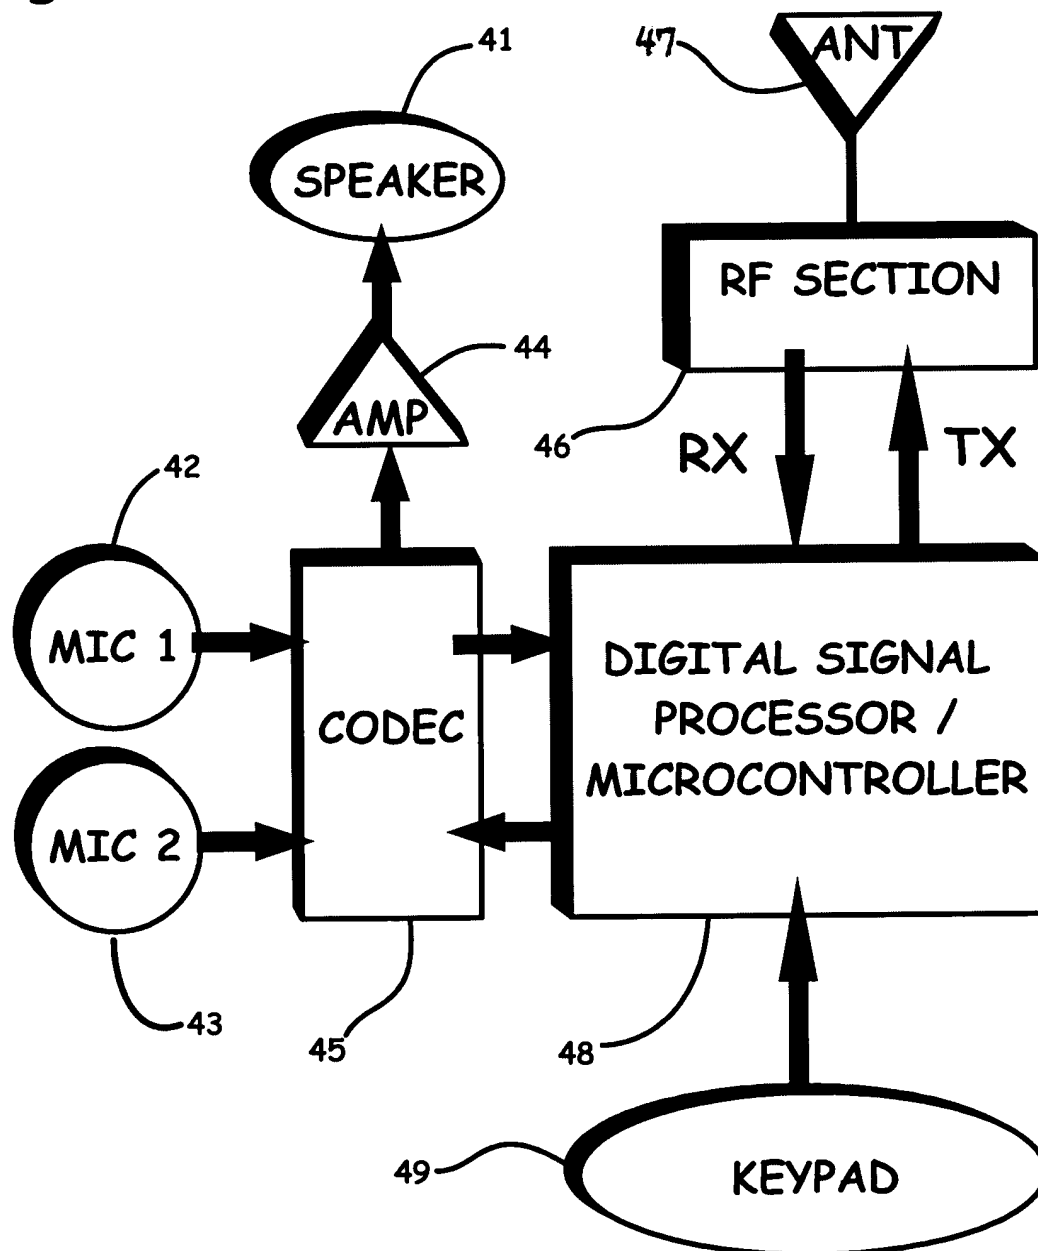 41
47
ANT
SPEAKER
RF SECTION
44
AMP
46
RX
TX
42
MIC 1
CODEC
DIGITAL SIGNAL
PROCESSOR /
MICROCONTROLLER
MIC 2
43
45
48
49
KEYPAD